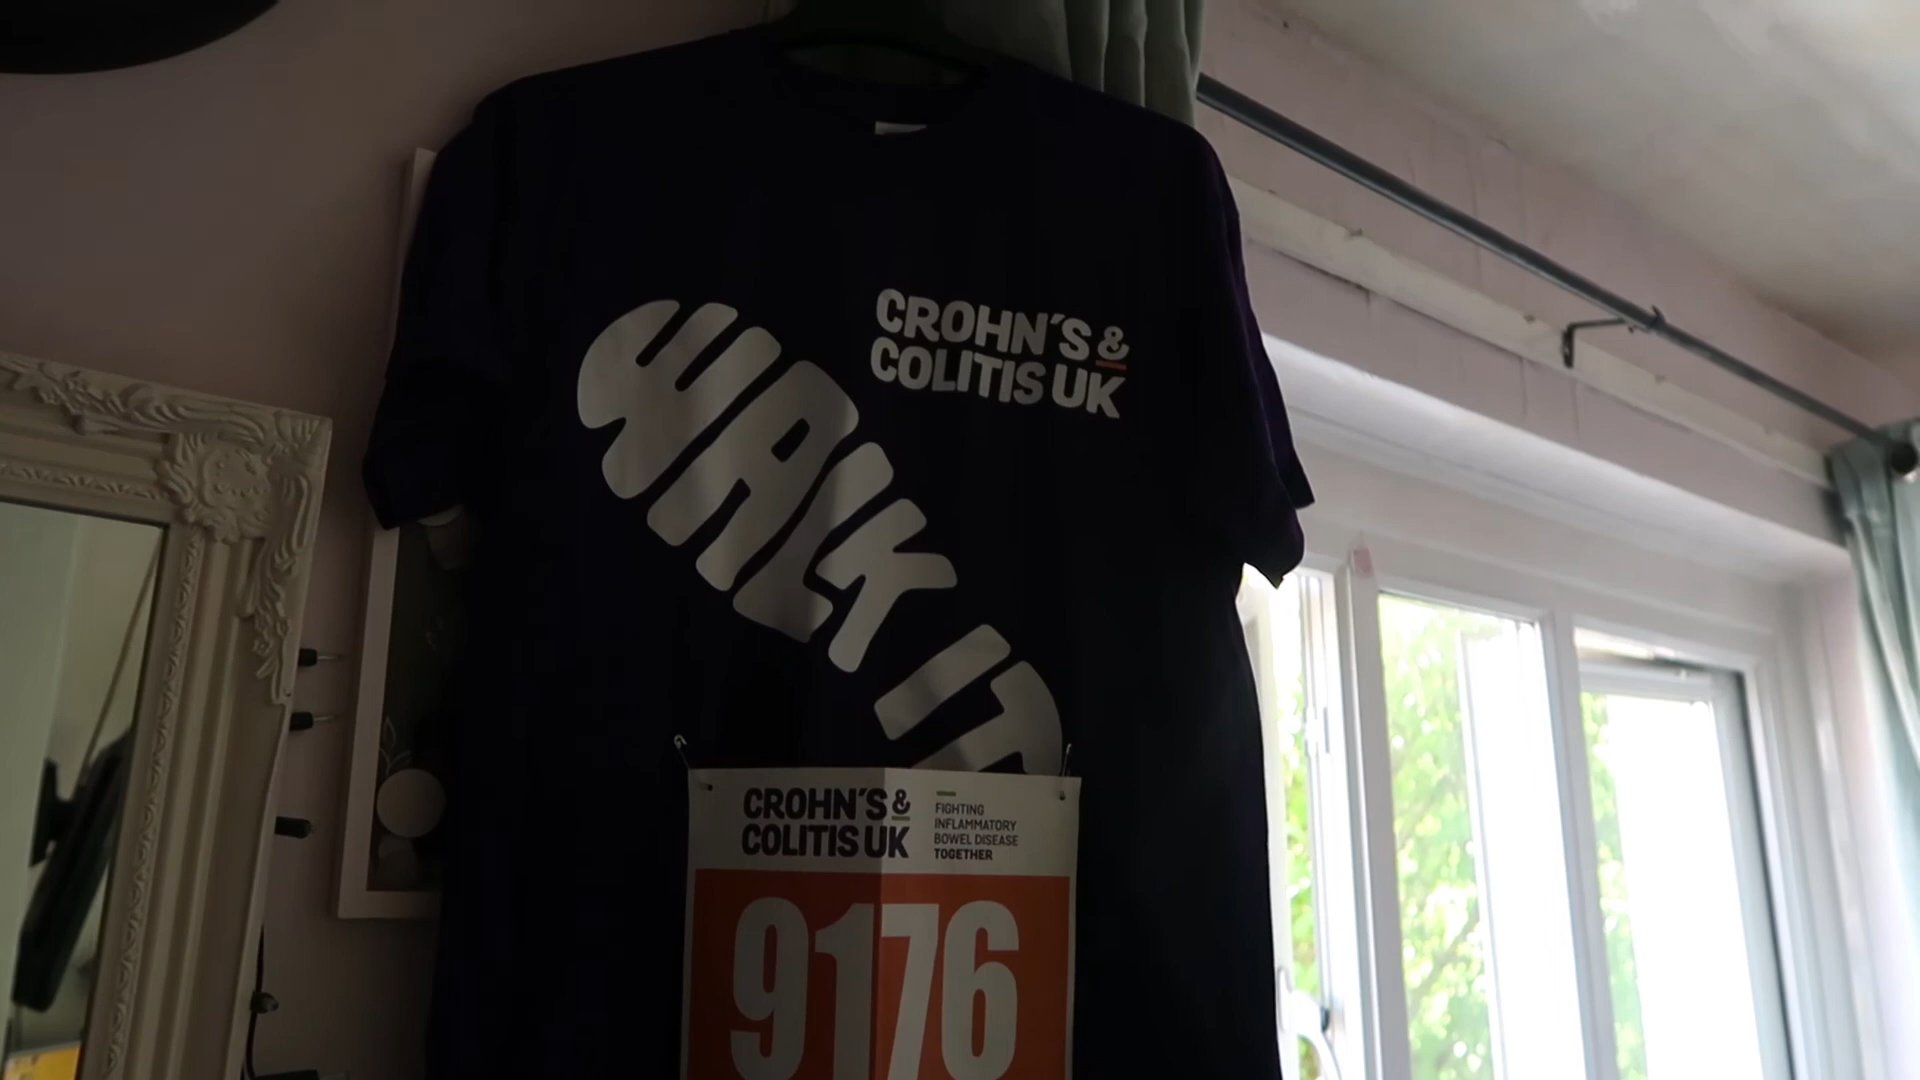 CROHN'S &
COLITIS UK
WALK IT
CROHN'S &
COLITIS UK
FIGHTING
INFLAMMATORY
BOWEL DISEASE
TOGETHER
9176